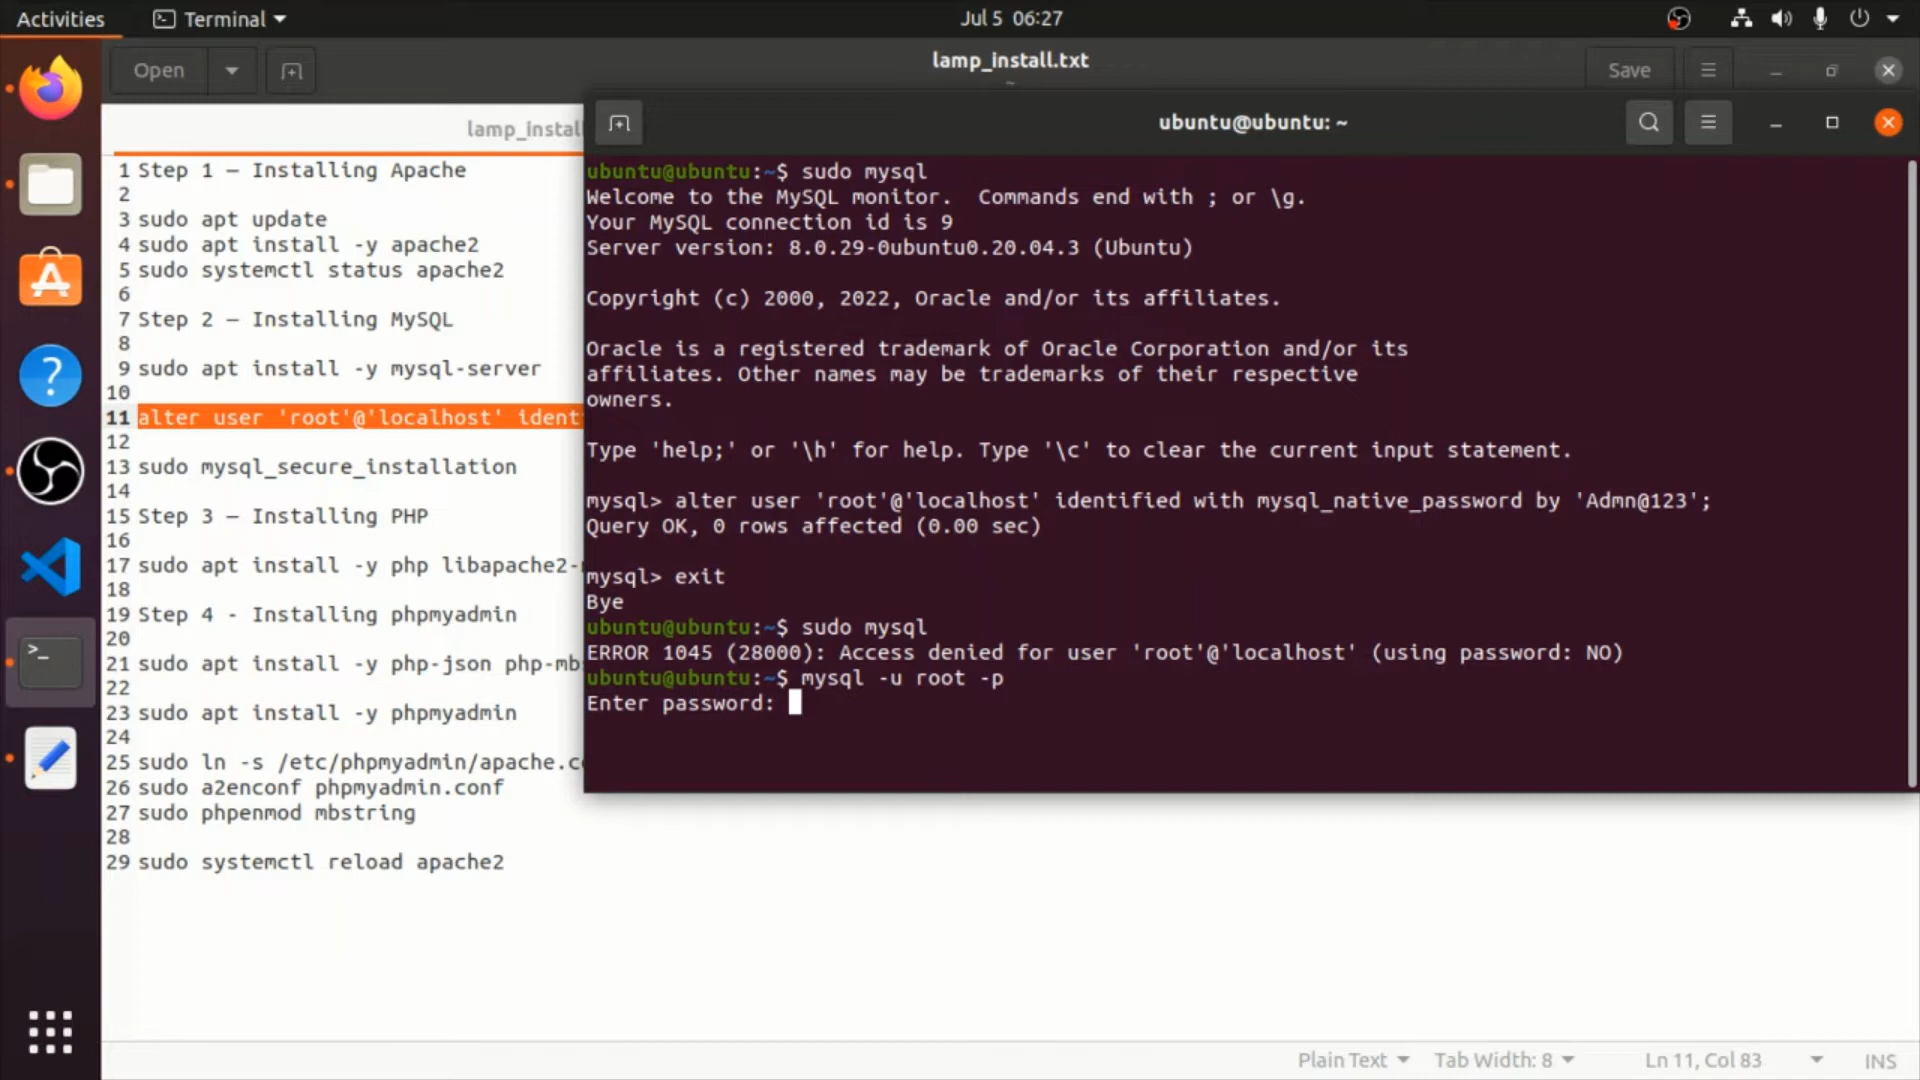 Activities
Terminal
Jul 5 06:27
Open
lamp_install.txt
~
Save
lamp_instal
1 Step 1 – Installing Apache
2
3 sudo apt update
4 sudo apt install -y apache2
5 sudo systemctl status apache2
6
7 Step 2 – Installing MySQL
8
9 sudo apt install -y mysql-server
10
11 alter user 'root'@'localhost' ident
12
13 sudo mysql_secure_installation
14
15 Step 3 – Installing PHP
16
17 sudo apt install -y php libapache2-
18
19 Step 4 - Installing phpmyadmin
20
21 sudo apt install -y php-json php-mb
22
23 sudo apt install -y phpmyadmin
24
25 sudo ln -s /etc/phpmyadmin/apache.c
26 sudo a2enconf phpmyadmin.conf
27 sudo phpenmod mbstring
28
29 sudo systemctl reload apache2
ubuntu@ubuntu: ~
ubuntu@ubuntu:~$ sudo mysql
Welcome to the MySQL monitor.  Commands end with ; or \g.
Your MySQL connection id is 9
Server version: 8.0.29-0ubuntu0.20.04.3 (Ubuntu)
Copyright (c) 2000, 2022, Oracle and/or its affiliates.
Oracle is a registered trademark of Oracle Corporation and/or its
affiliates. Other names may be trademarks of their respective
owners.
Type 'help;' or '\h' for help. Type '\c' to clear the current input statement.
mysql> alter user 'root'@'localhost' identified with mysql_native_password by 'Admn@123';
Query OK, 0 rows affected (0.00 sec)
mysql> exit
Bye
ubuntu@ubuntu:~$ sudo mysql
ERROR 1045 (28000): Access denied for user 'root'@'localhost' (using password: NO)
ubuntu@ubuntu:~$ mysql -u root -p
Enter password:
Plain Text
Tab Width: 8
Ln 11, Col 83
INS